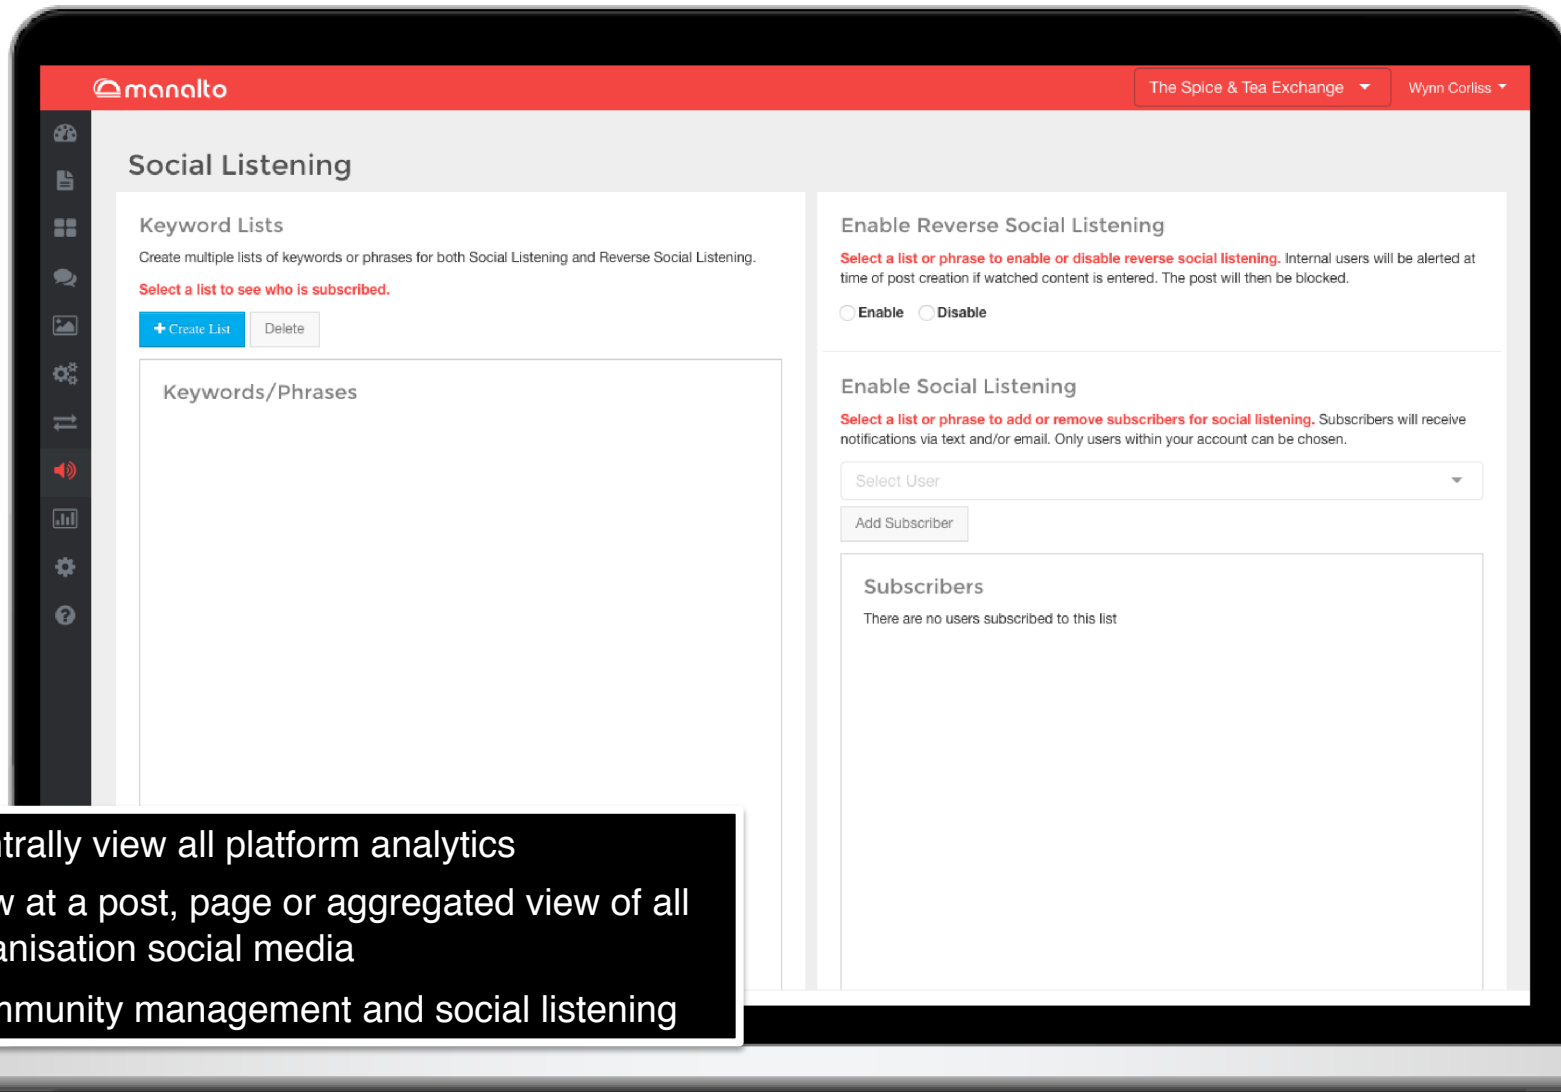 manalto
The Spice & Tea Exchange
Wynn Corliss
Social Listening
Keyword Lists
Create multiple lists of keywords or phrases for both Social Listening and Reverse Social Listening.
Select a list to see who is subscribed.
+ Create List
Delete
Keywords/Phrases
Enable Reverse Social Listening
Select a list or phrase to enable or disable reverse social listening. Internal users will be alerted at
time of post creation if watched content is entered. The post will then be blocked.
Enable
Disable
Enable Social Listening
Select a list or phrase to add or remove subscribers for social listening. Subscribers will receive
notifications via text and/or email. Only users within your account can be chosen.
Select User
Add Subscriber
Subscribers
There are no users subscribed to this list
view all platform analytics
at a post, page or aggregated view of all
social media
management and social listening